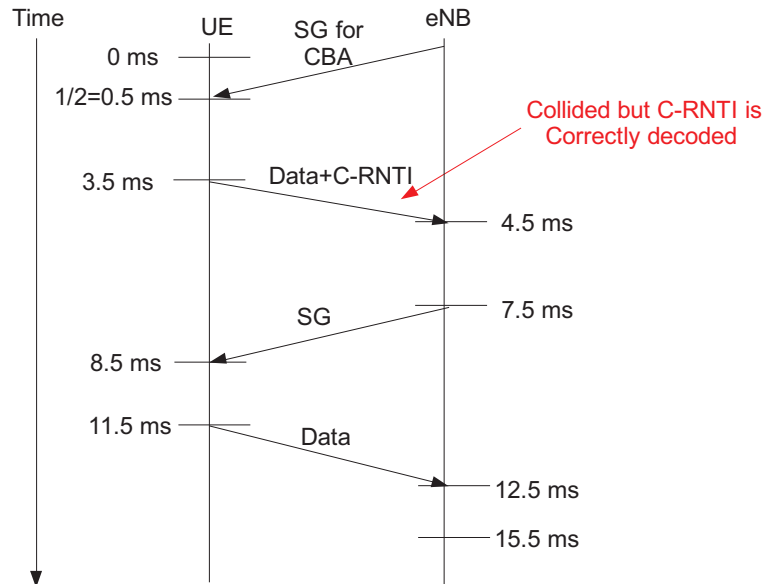 Time
UE
eNB
SG for
CBA
0 ms
1/2=0.5 ms
Collided but C-RNTI is
Correctly decoded
3.5 ms
Data+C-RNTI
4.5 ms
7.5 ms
SG
8.5 ms
11.5 ms
Data
12.5 ms
15.5 ms